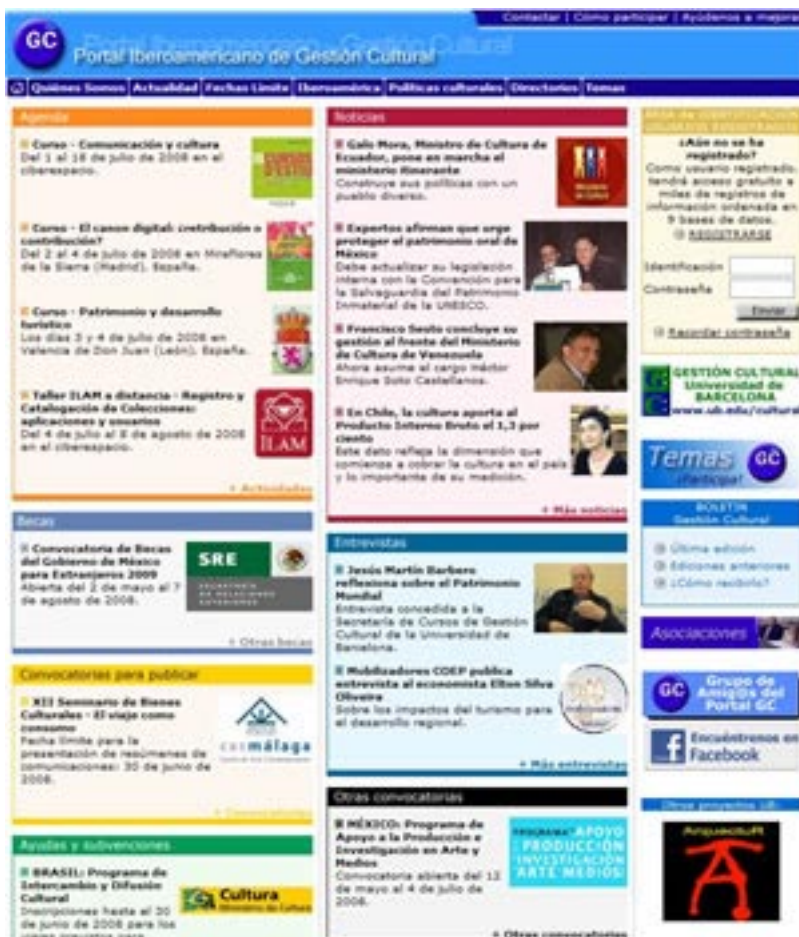 Contactar | Cómo participar | Ayúdenos a mejorar
GC
Portal Iberoamericano de Gestión Cultural
Quiénes Somos
Actualidad
Fechas Límite
Iberoamérica
Políticas culturales
Directorios
Temas
Agenda
Curso - Comunicación y cultura
Del 1 al 18 de julio de 2008 en el
ciberespacio.
Curso - El canon digital: ¿retribución o
contribución?
Del 2 al 4 de julio de 2008 en Miraflores
de la Sierra (Madrid). España.
Curso - Patrimonio y desarrollo
turístico
Los días 3 y 4 de julio de 2008 en
Valencia de Don Juan (León), España.
Taller ILAM a distancia - Registro y
Catalogación de Colecciones:
aplicaciones y usuarios
Del 4 de julio al 8 de agosto de 2008
en el ciberespacio.
ILAM
+ Actividades
Becas
Convocatoria de Becas
del Gobierno de México
para Extranjeros 2009
Abierta del 2 de mayo al 7
de agosto de 2008.
SRE
SECRETARÍA
DE RELACIONES
EXTERIORES
+ Otras becas
Convocatorias para publicar
XII Seminario de Bienes
Culturales - El viaje como
consumo
Fecha límite para la
presentación de resúmenes de
comunicaciones: 30 de junio de
2008.
málaga
+ Convocatorias
Ayudas y subvenciones
BRASIL: Programa de
Intercambio y Difusión
Cultural
Inscripciones hasta el 30
de junio de 2008 para los
Cultura
Ministério da Cultura
Noticias
Galo Mora, Ministro de Cultura de
Ecuador, pone en marcha el
ministerio itinerante
Construye sus políticas con un
pueblo diverso.
Expertos afirman que urge
proteger el patrimonio oral de
México
Debe actualizar su legislación
interna con la Convención para
la Salvaguardia del Patrimonio
Inmaterial de la UNESCO.
Francisco Sesto concluye su
gestión al frente del Ministerio
de Cultura de Venezuela
Ahora asume el cargo Héctor
Enrique Soto Castellanos.
En Chile, la cultura aporta al
Producto Interno Bruto el 1,3 por
ciento
Este dato refleja la dimensión que
comienza a cobrar la cultura en el país
y lo importante de su medición.
+ Más noticias
Entrevistas
Jesús Martín Barbero
reflexiona sobre el Patrimonio
Mundial
Entrevista concedida a la
Secretaría de Cursos de Gestión
Cultural de la Universidad de
Barcelona.
Mobilizadores COEP publica
entrevista al economista Elton Silva
Oliveira
Sobre los impactos del turismo para
el desarrollo regional.
+ Más entrevistas
Otras convocatorias
MÉXICO: Programa de
Apoyo a la Producción e
Investigación en Arte y
Medios
Convocatoria abierta del 12
de mayo al 4 de julio de
2008.
PROGRAMA APOYO
PRODUCCIÓN
INVESTIGACIÓN
ARTE MEDIOS
+ Otras convocatorias
ÁREA DE IDENTIFICACIÓN
USUARIOS REGISTRADOS
¿Aún no se ha
registrado?
Como usuario registrado,
tendrá acceso gratuito a
miles de registros de
información ordenada en
9 bases de datos.
REGISTRARSE
Identificación
Contraseña
Enviar
Recordar contraseña
GESTIÓN CULTURAL
Universidad de
BARCELONA
www.ub.edu/cultural
Temas GC
¡Participa!
BOLETÍN
Gestión Cultural
Última edición
Ediciones anteriores
¿Cómo recibirlo?
Asociaciones
GC
Grupo de
Amig@s del
Portal GC
Encuéntrenos en
Facebook
Otros proyectos UB: